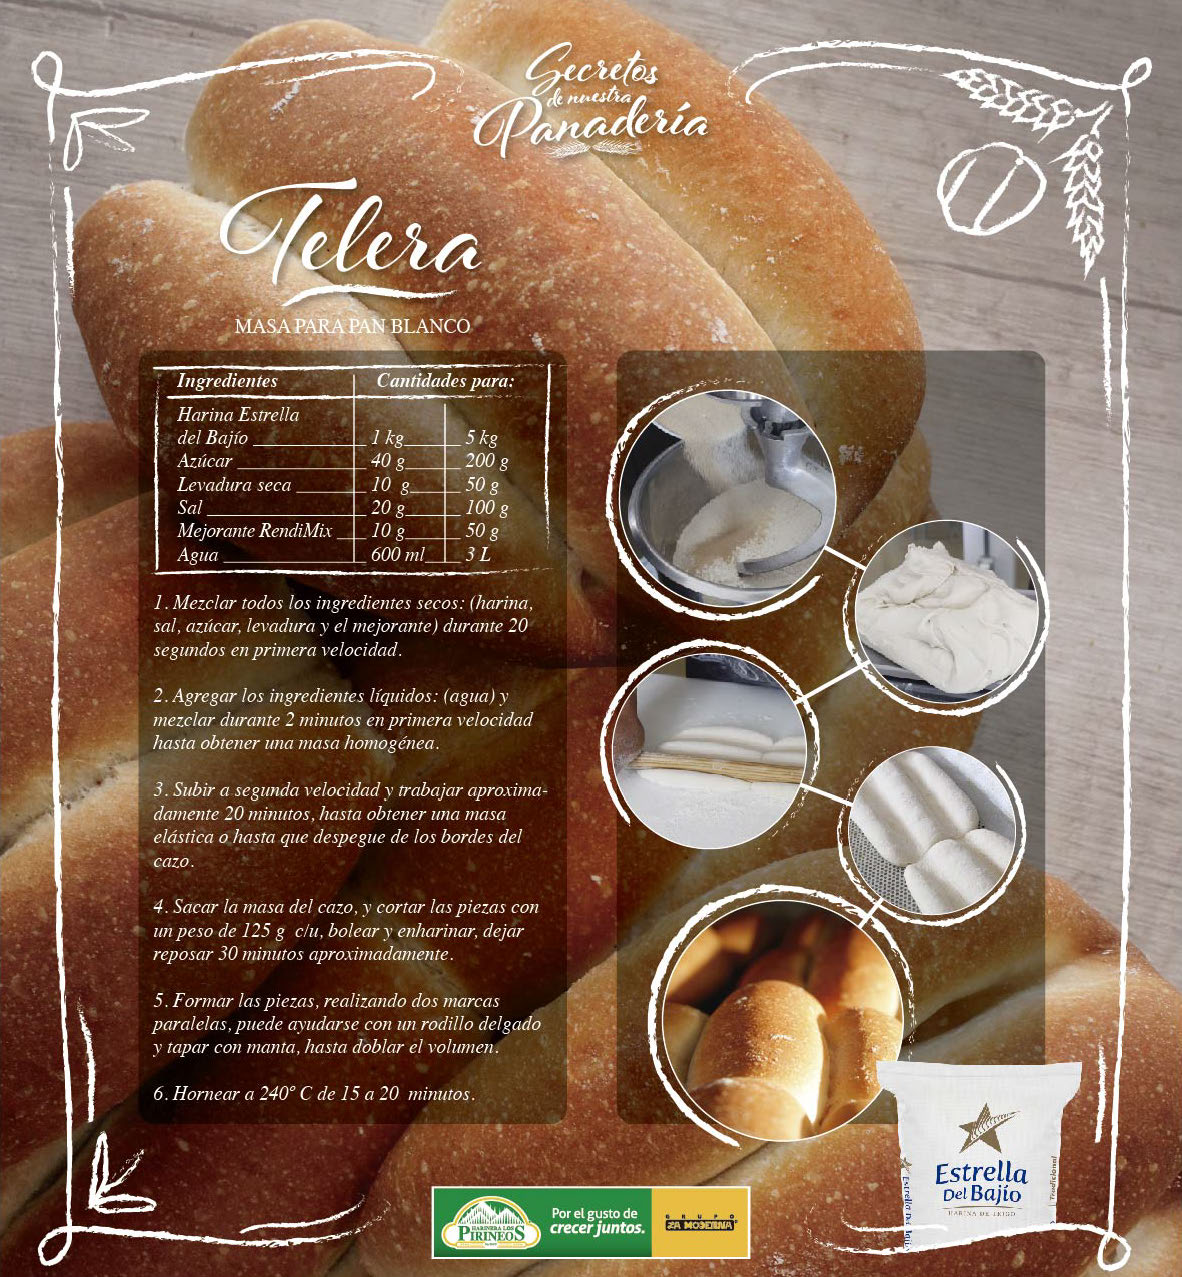 Secretos
de nuestra
Panadería
Telera
MASA PARA PAN BLANCO
Ingredientes Cantidades para:
Harina Estrella
del Bajío 1 kg 5 kg
Azúcar 40 g 200 g
Levadura seca 10 g 50 g
Sal 20 g 100 g
Mejorante RendiMix 10 g 50 g
Agua 600 ml 3 L
1. Mezclar todos los ingredientes secos: (harina,
sal, azúcar, levadura y el mejorante) durante 20
segundos en primera velocidad.
2. Agregar los ingredientes líquidos: (agua) y
mezclar durante 2 minutos en primera velocidad
hasta obtener una masa homogénea.
3. Subir a segunda velocidad y trabajar aproxima-
damente 20 minutos, hasta obtener una masa
elástica o hasta que despegue de los bordes del
cazo.
4. Sacar la masa del cazo, y cortar las piezas con
un peso de 125 g c/u, bolear y enharinar, dejar
reposar 30 minutos aproximadamente.
5. Formar las piezas, realizando dos marcas
paralelas, puede ayudarse con un rodillo delgado
y tapar con manta, hasta doblar el volumen.
6. Hornear a 240º C de 15 a 20 minutos.
Estrella
Del Bajío
HARINA DE TRIGO
Tradicional
Estrella Del Bajío
HARINERA LOS
PIRINEOS
Por el gusto de
crecer juntos.
GRUPO
LA MODERNA